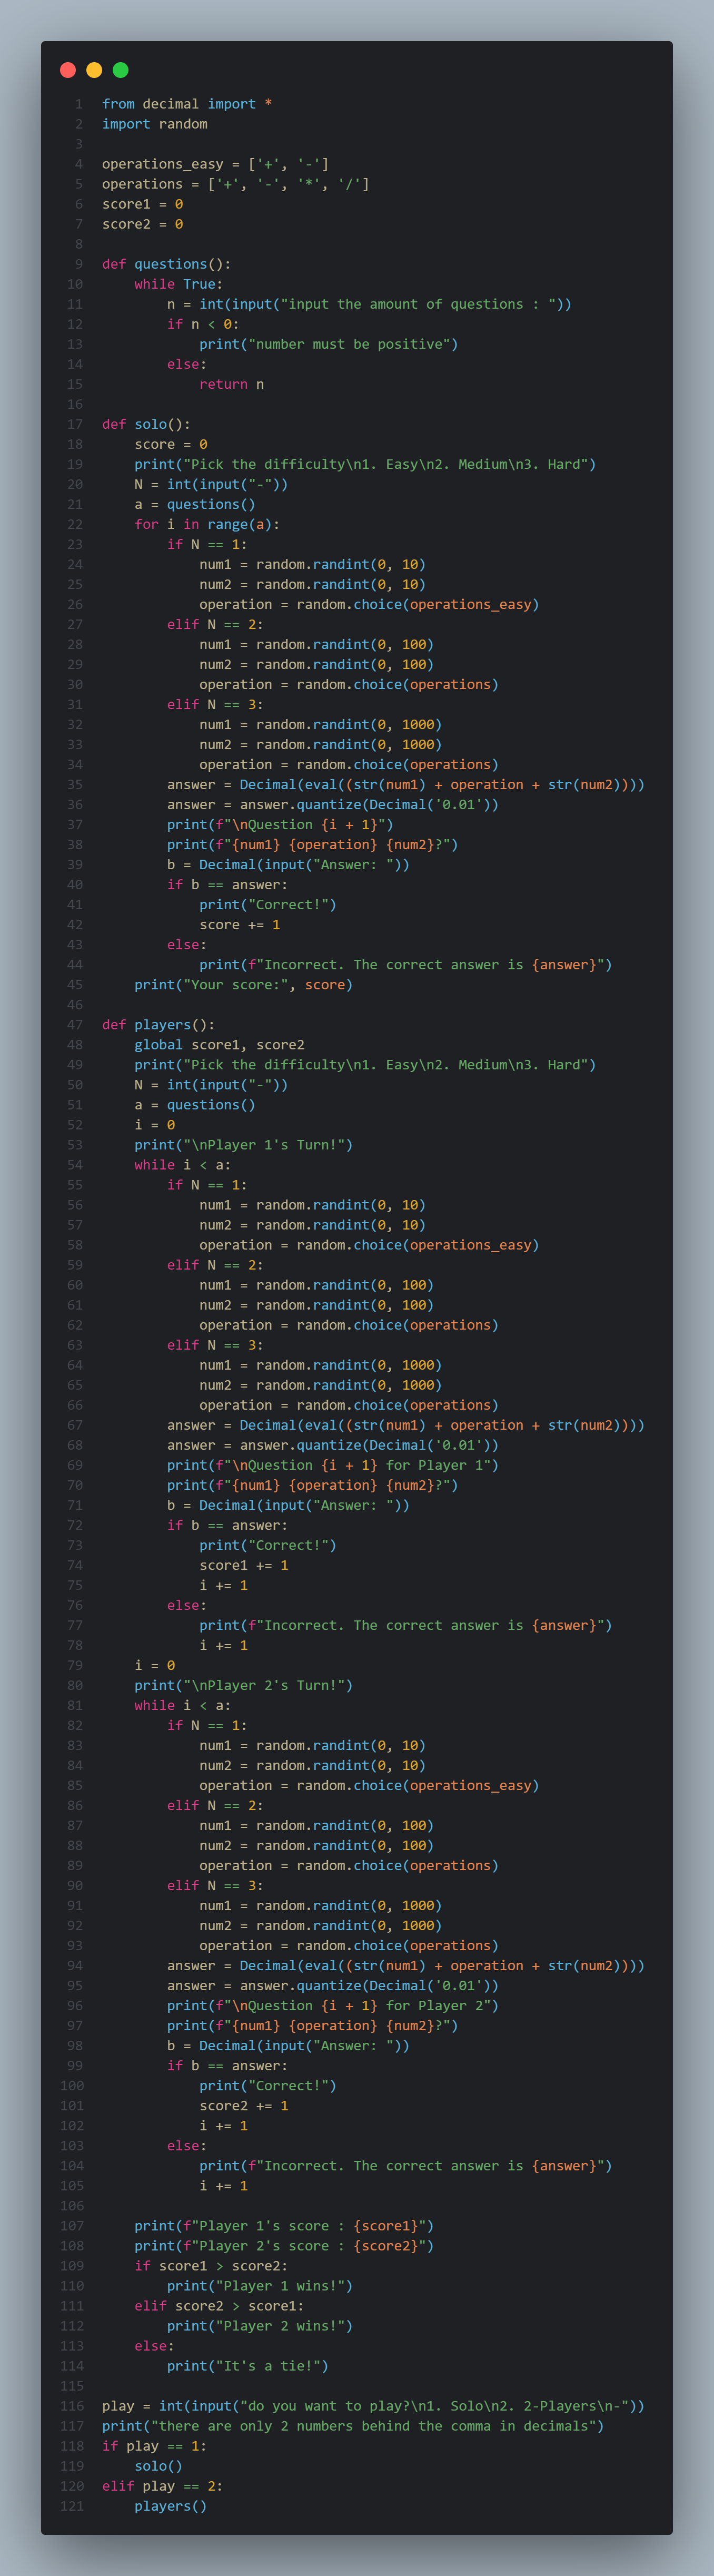 1 from decimal import *
2 import random
3
4 operations_easy = ['+', '-']
5 operations = ['+', '-', '*', '/']
6 score1 = 0
7 score2 = 0
8
9 def questions():
10     while True:
11         n = int(input("input the amount of questions : "))
12         if n < 0:
13             print("number must be positive")
14         else:
15             return n
16
17 def solo():
18     score = 0
19     print("Pick the difficulty\n1. Easy\n2. Medium\n3. Hard")
20     N = int(input("-"))
21     a = questions()
22     for i in range(a):
23         if N == 1:
24             num1 = random.randint(0, 10)
25             num2 = random.randint(0, 10)
26             operation = random.choice(operations_easy)
27         elif N == 2:
28             num1 = random.randint(0, 100)
29             num2 = random.randint(0, 100)
30             operation = random.choice(operations)
31         elif N == 3:
32             num1 = random.randint(0, 1000)
33             num2 = random.randint(0, 1000)
34             operation = random.choice(operations)
35         answer = Decimal(eval((str(num1) + operation + str(num2))))
36         answer = answer.quantize(Decimal('0.01'))
37         print(f"\nQuestion {i + 1}")
38         print(f"{num1} {operation} {num2}?")
39         b = Decimal(input("Answer: "))
40         if b == answer:
41             print("Correct!")
42             score += 1
43         else:
44             print(f"Incorrect. The correct answer is {answer}")
45     print("Your score:", score)
46
47 def players():
48     global score1, score2
49     print("Pick the difficulty\n1. Easy\n2. Medium\n3. Hard")
50     N = int(input("-"))
51     a = questions()
52     i = 0
53     print("\nPlayer 1's Turn!")
54     while i < a:
55         if N == 1:
56             num1 = random.randint(0, 10)
57             num2 = random.randint(0, 10)
58             operation = random.choice(operations_easy)
59         elif N == 2:
60             num1 = random.randint(0, 100)
61             num2 = random.randint(0, 100)
62             operation = random.choice(operations)
63         elif N == 3:
64             num1 = random.randint(0, 1000)
65             num2 = random.randint(0, 1000)
66             operation = random.choice(operations)
67         answer = Decimal(eval((str(num1) + operation + str(num2))))
68         answer = answer.quantize(Decimal('0.01'))
69         print(f"\nQuestion {i + 1} for Player 1")
70         print(f"{num1} {operation} {num2}?")
71         b = Decimal(input("Answer: "))
72         if b == answer:
73             print("Correct!")
74             score1 += 1
75             i += 1
76         else:
77             print(f"Incorrect. The correct answer is {answer}")
78             i += 1
79     i = 0
80     print("\nPlayer 2's Turn!")
81     while i < a:
82         if N == 1:
83             num1 = random.randint(0, 10)
84             num2 = random.randint(0, 10)
85             operation = random.choice(operations_easy)
86         elif N == 2:
87             num1 = random.randint(0, 100)
88             num2 = random.randint(0, 100)
89             operation = random.choice(operations)
90         elif N == 3:
91             num1 = random.randint(0, 1000)
92             num2 = random.randint(0, 1000)
93             operation = random.choice(operations)
94         answer = Decimal(eval((str(num1) + operation + str(num2))))
95         answer = answer.quantize(Decimal('0.01'))
96         print(f"\nQuestion {i + 1} for Player 2")
97         print(f"{num1} {operation} {num2}?")
98         b = Decimal(input("Answer: "))
99         if b == answer:
100             print("Correct!")
101             score2 += 1
102             i += 1
103         else:
104             print(f"Incorrect. The correct answer is {answer}")
105             i += 1
106
107     print(f"Player 1's score : {score1}")
108     print(f"Player 2's score : {score2}")
109     if score1 > score2:
110         print("Player 1 wins!")
111     elif score2 > score1:
112         print("Player 2 wins!")
113     else:
114         print("It's a tie!")
115
116 play = int(input("do you want to play?\n1. Solo\n2. 2-Players\n-"))
117 print("there are only 2 numbers behind the comma in decimals")
118 if play == 1:
119     solo()
120 elif play == 2:
121     players()